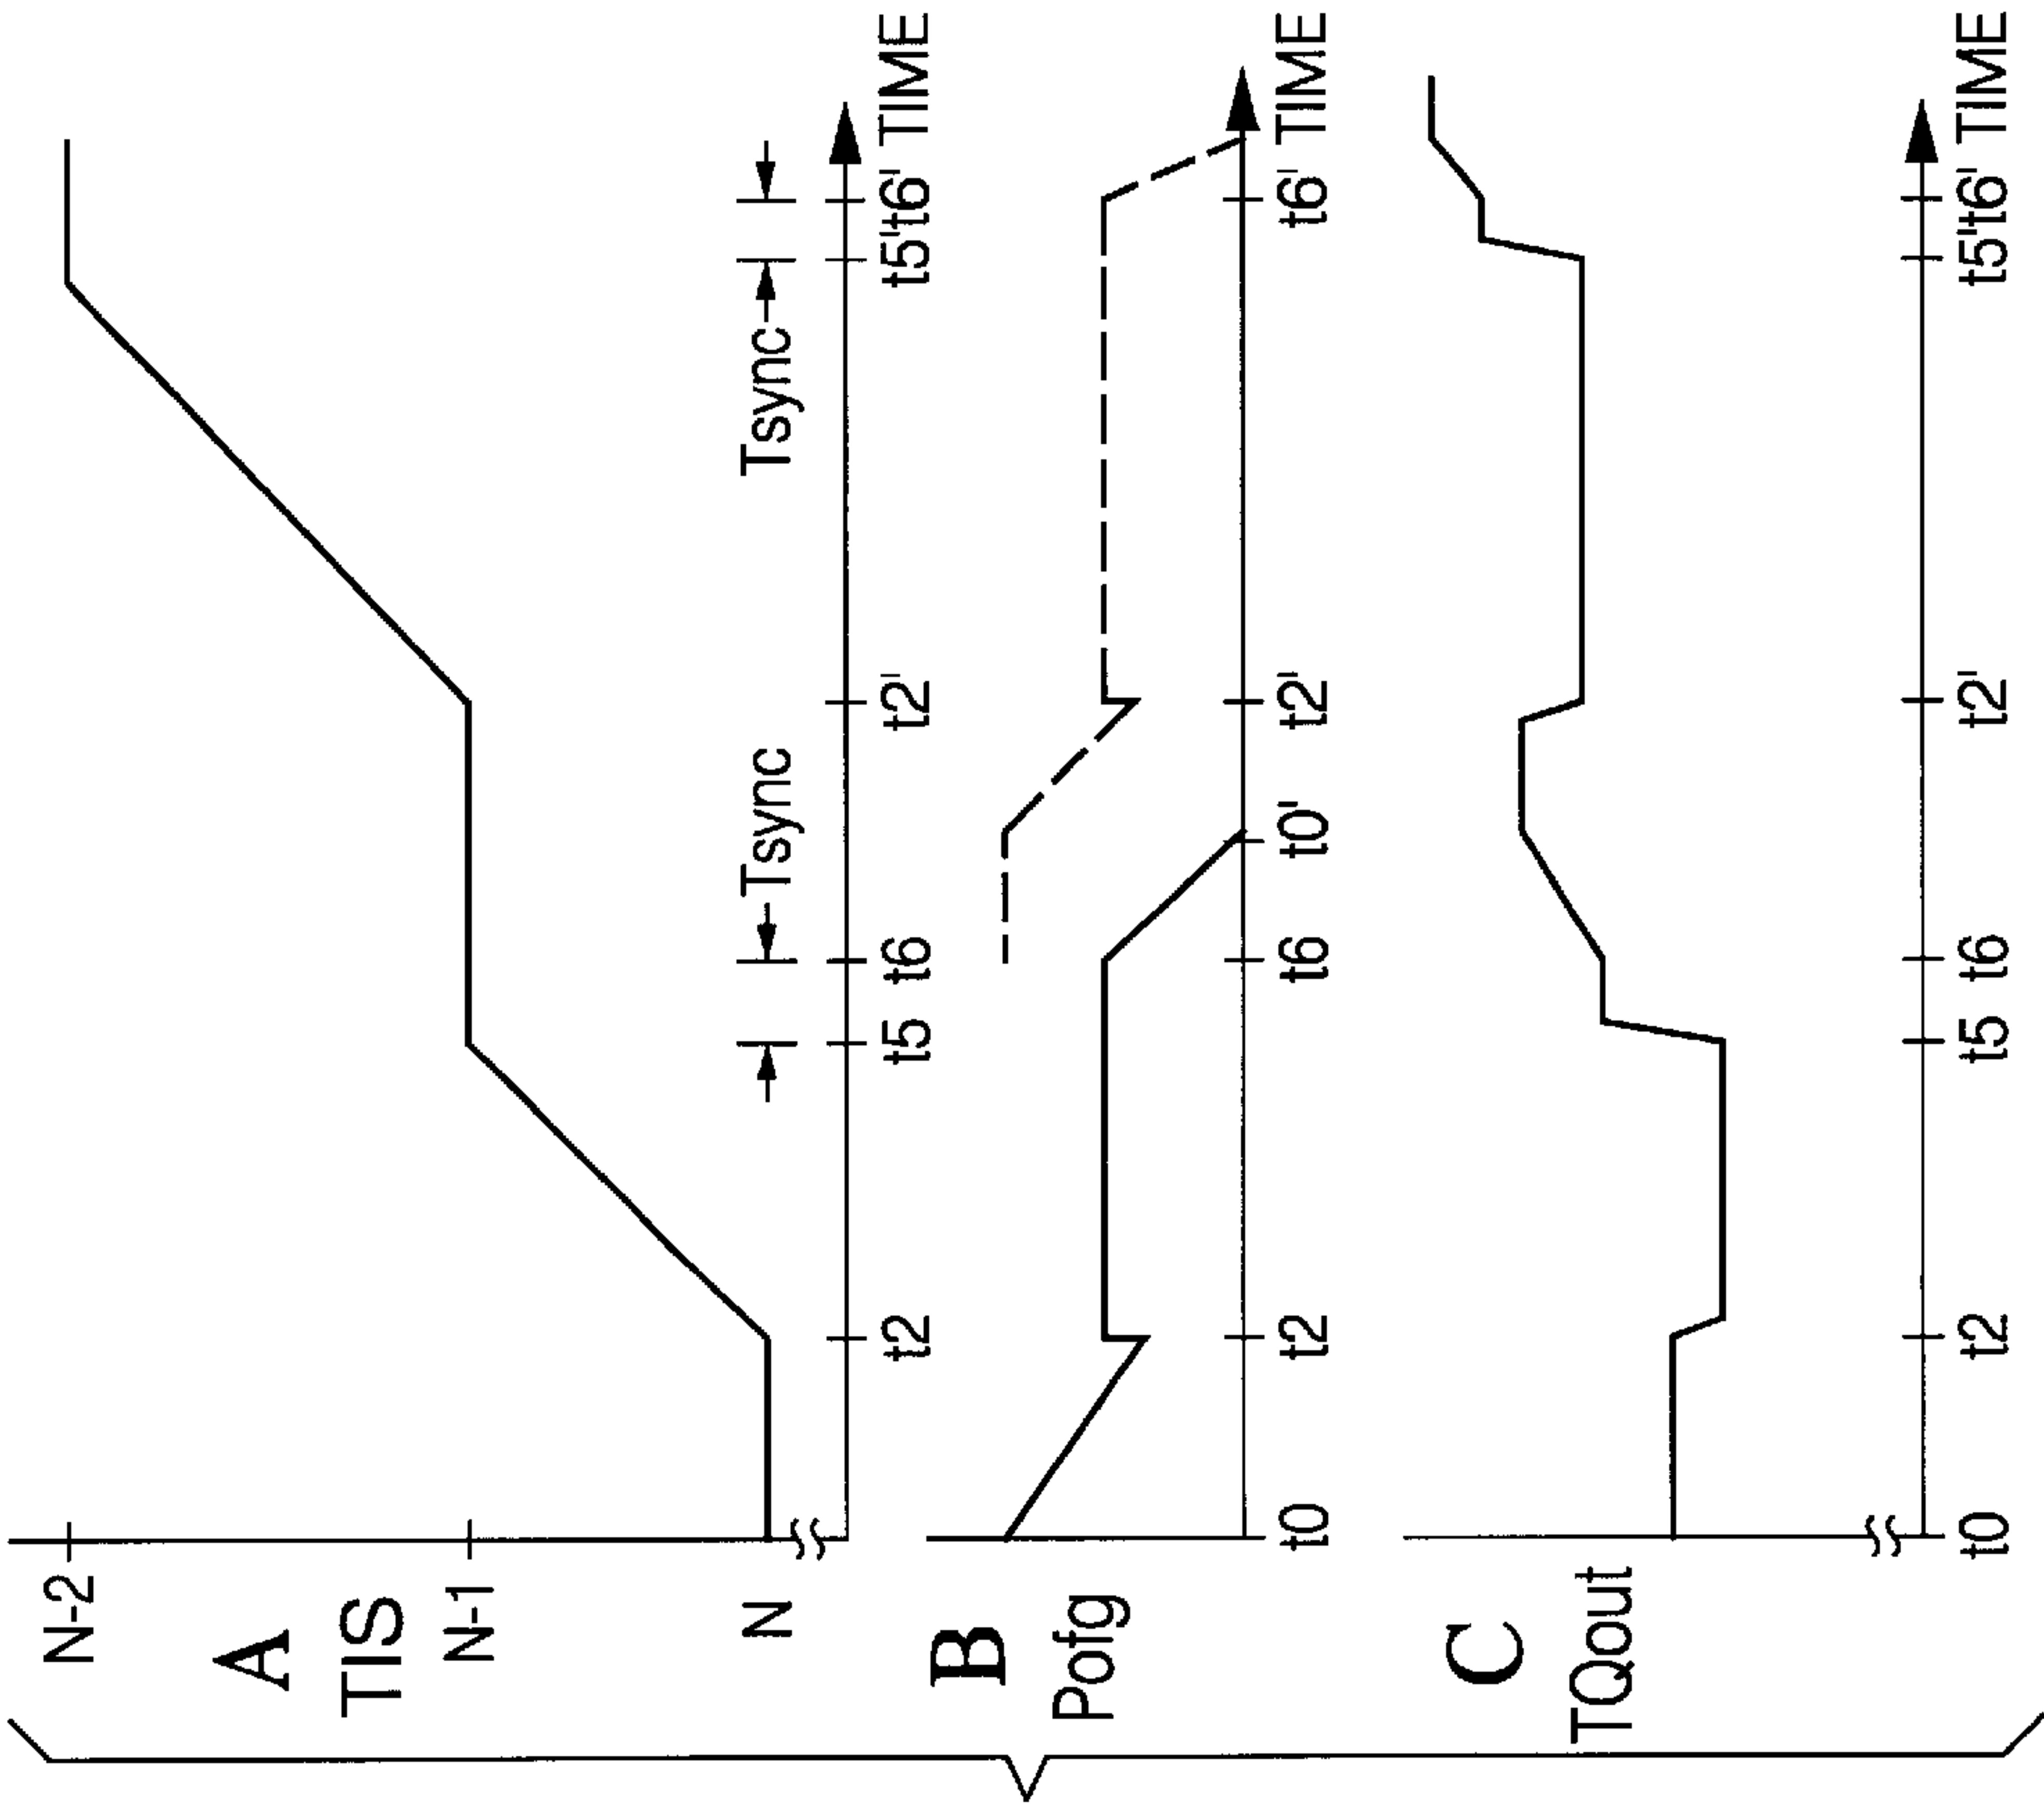 A
TIS
N-2
N-1
N
Tsync
Tsync
t2
t5
t6
t2'
t5'
t6'
TIME
B
Pofg
t0
t2
t6
t0'
t2'
t6'
TIME
C
TQout
t0
t2
t5
t6
t2'
t5'
t6'
TIME